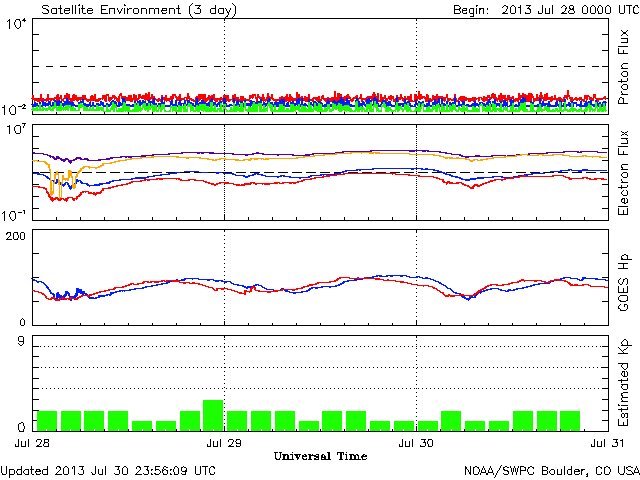 Satellite Environment (3 day) Begin: 2013 Jul 28 0000 UTC
10⁴
10⁻²
Proton Flux
10⁷
10⁻¹
Electron Flux
200
0
GOES Hp
9
0
Estimated Kp
Jul 28 Jul 29 Jul 30 Jul 31
Universal Time
Updated 2013 Jul 30 23:56:09 UTC NOAA/SWPC Boulder, CO USA